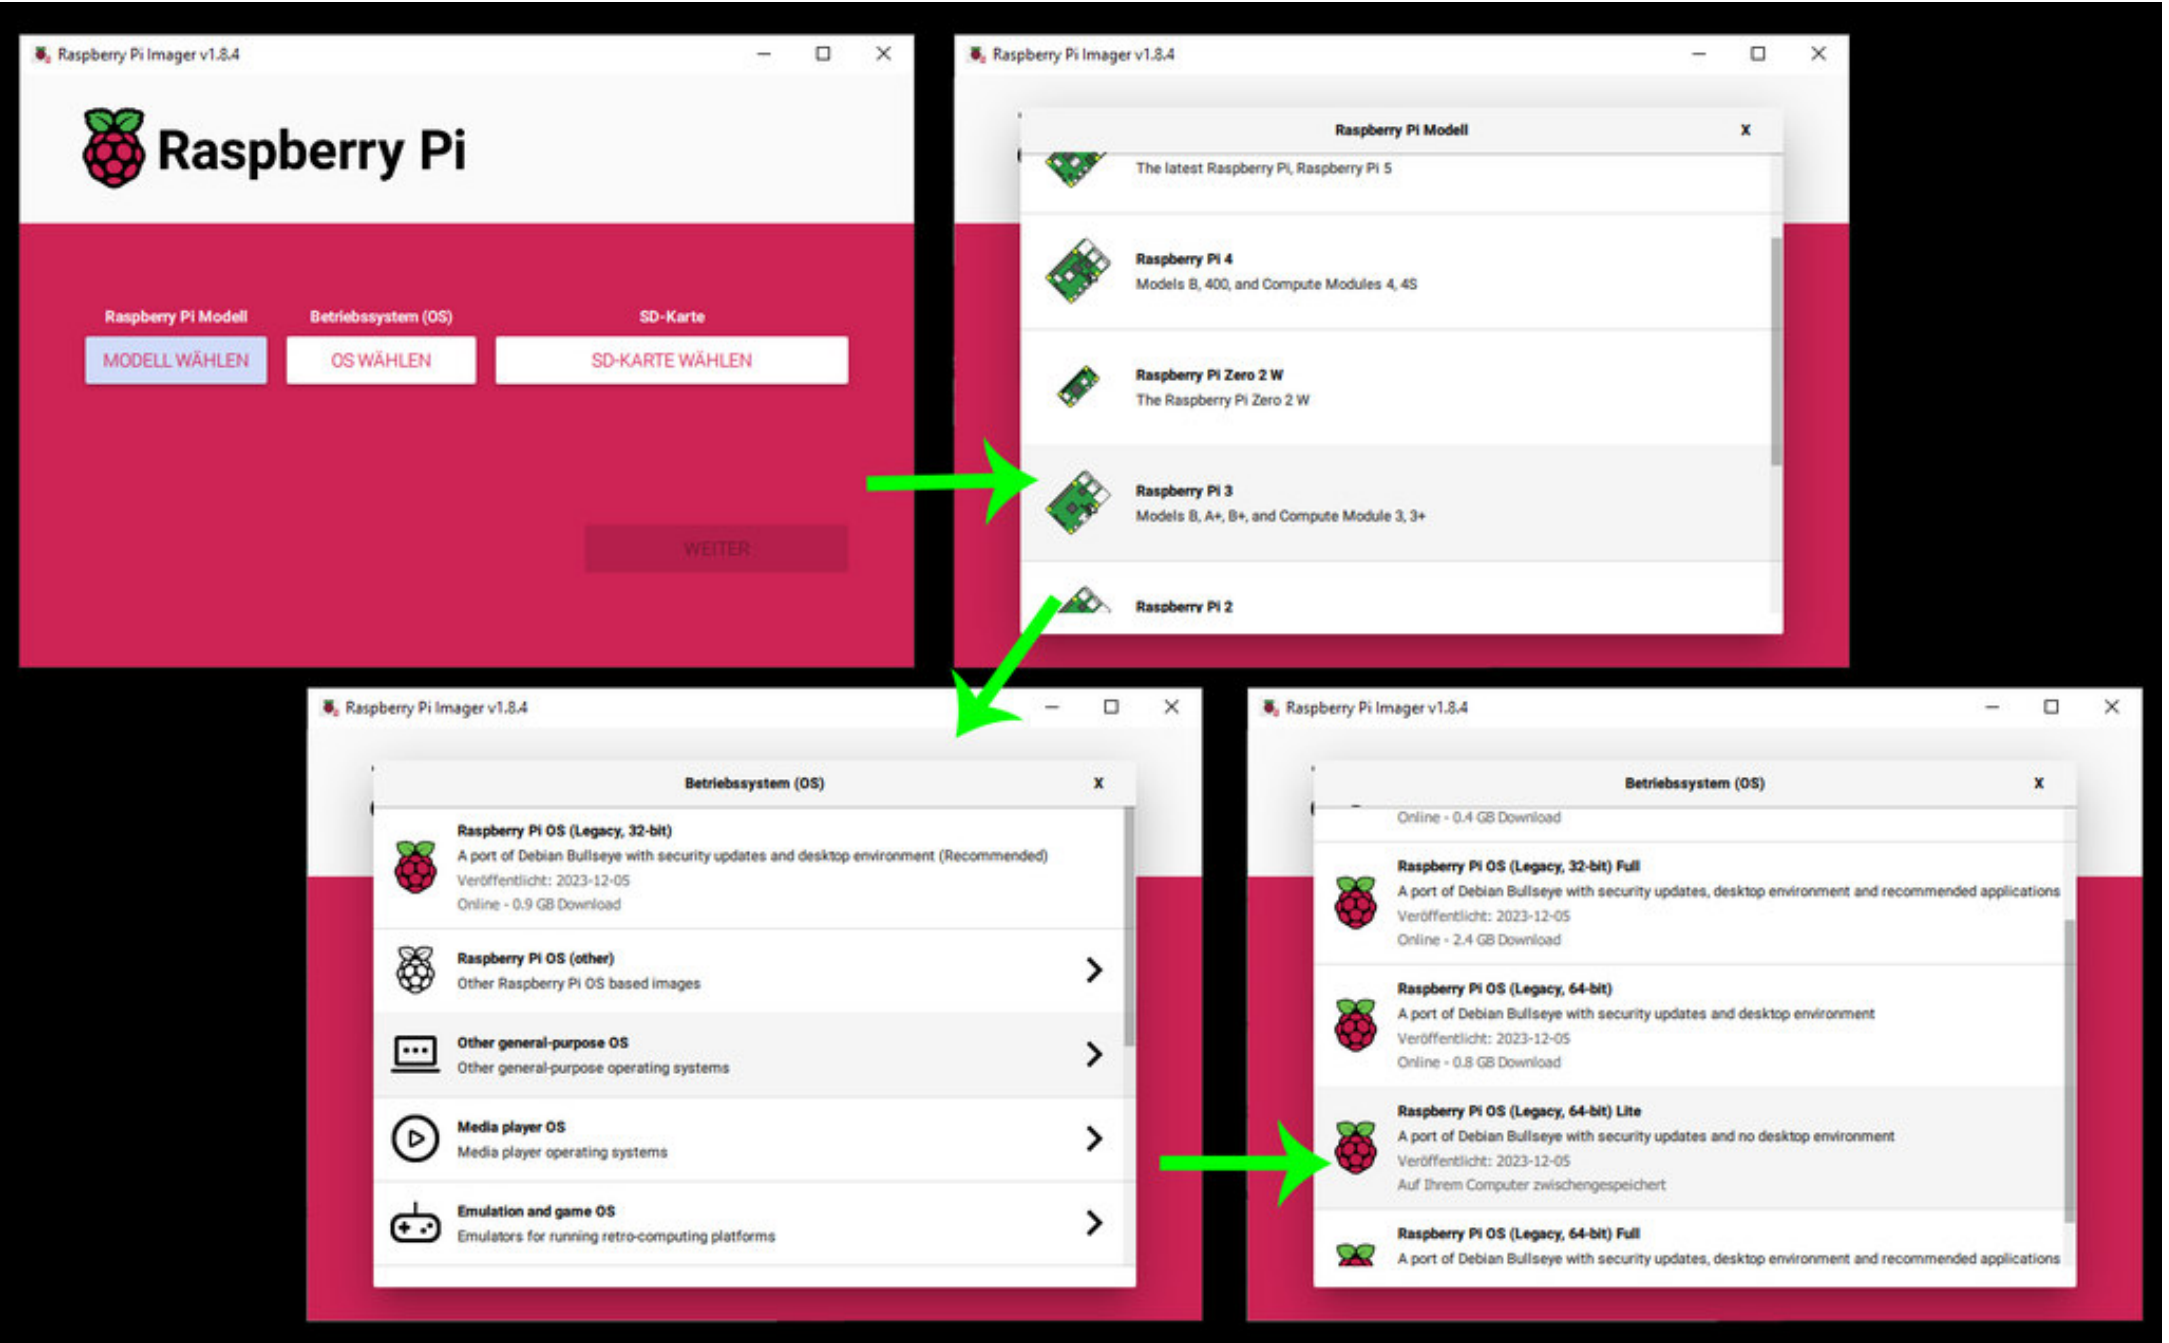 Raspberry Pi Imager v1.8.4
Raspberry Pi
Raspberry Pi Modell
Betriebssystem (OS)
SD-Karte
MODELL WÄHLEN
OS WÄHLEN
SD-KARTE WÄHLEN
WEITER
Raspberry Pi Imager v1.8.4
Raspberry Pi Modell
X
The latest Raspberry Pi, Raspberry Pi 5
Raspberry Pi 4
Models B, 400, and Compute Modules 4, 4S
Raspberry Pi Zero 2 W
The Raspberry Pi Zero 2 W
Raspberry Pi 3
Models B, A+, B+, and Compute Module 3, 3+
Raspberry Pi 2
Raspberry Pi Imager v1.8.4
Betriebssystem (OS)
X
Raspberry Pi OS (Legacy, 32-bit)
A port of Debian Bullseye with security updates and desktop environment (Recommended)
Veröffentlicht: 2023-12-05
Online - 0.9 GB Download
Raspberry Pi OS (other)
Other Raspberry Pi OS based images
Other general-purpose OS
Other general-purpose operating systems
Media player OS
Media player operating systems
Emulation and game OS
Emulators for running retro-computing platforms
Raspberry Pi Imager v1.8.4
Betriebssystem (OS)
X
Online - 0.4 GB Download
Raspberry Pi OS (Legacy, 32-bit) Full
A port of Debian Bullseye with security updates, desktop environment and recommended applications
Veröffentlicht: 2023-12-05
Online - 2.4 GB Download
Raspberry Pi OS (Legacy, 64-bit)
A port of Debian Bullseye with security updates and desktop environment
Veröffentlicht: 2023-12-05
Online - 0.8 GB Download
Raspberry Pi OS (Legacy, 64-bit) Lite
A port of Debian Bullseye with security updates and no desktop environment
Veröffentlicht: 2023-12-05
Auf Ihrem Computer zwischengespeichert
Raspberry Pi OS (Legacy, 64-bit) Full
A port of Debian Bullseye with security updates, desktop environment and recommended applications